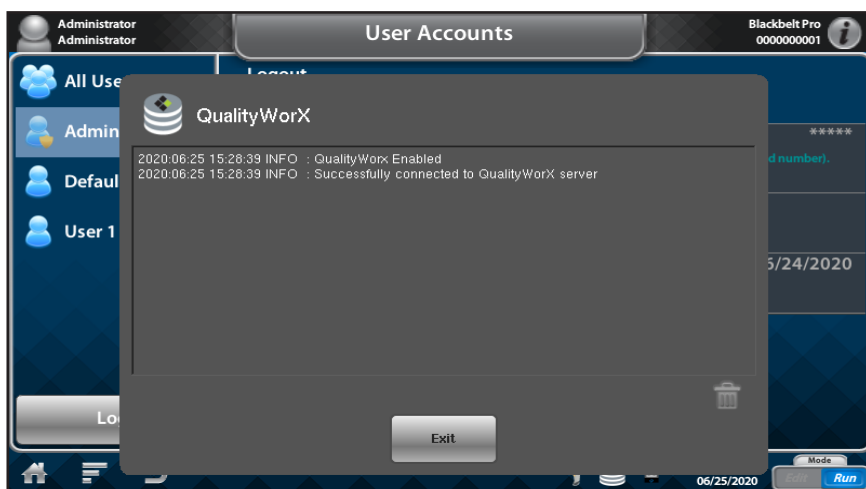 Administrator
Administrator
User Accounts
Blackbelt Pro
0000000001
All Use
Logout
QualityWorX
Admin
*****
2020:06:25 15:28:39 INFO : QualityWorx Enabled
2020:06:25 15:28:39 INFO : Successfully connected to QualityWorX server
d number).
Defaul
User 1
6/24/2020
Lo
Exit
06/25/2020
Mode
Edit
Run